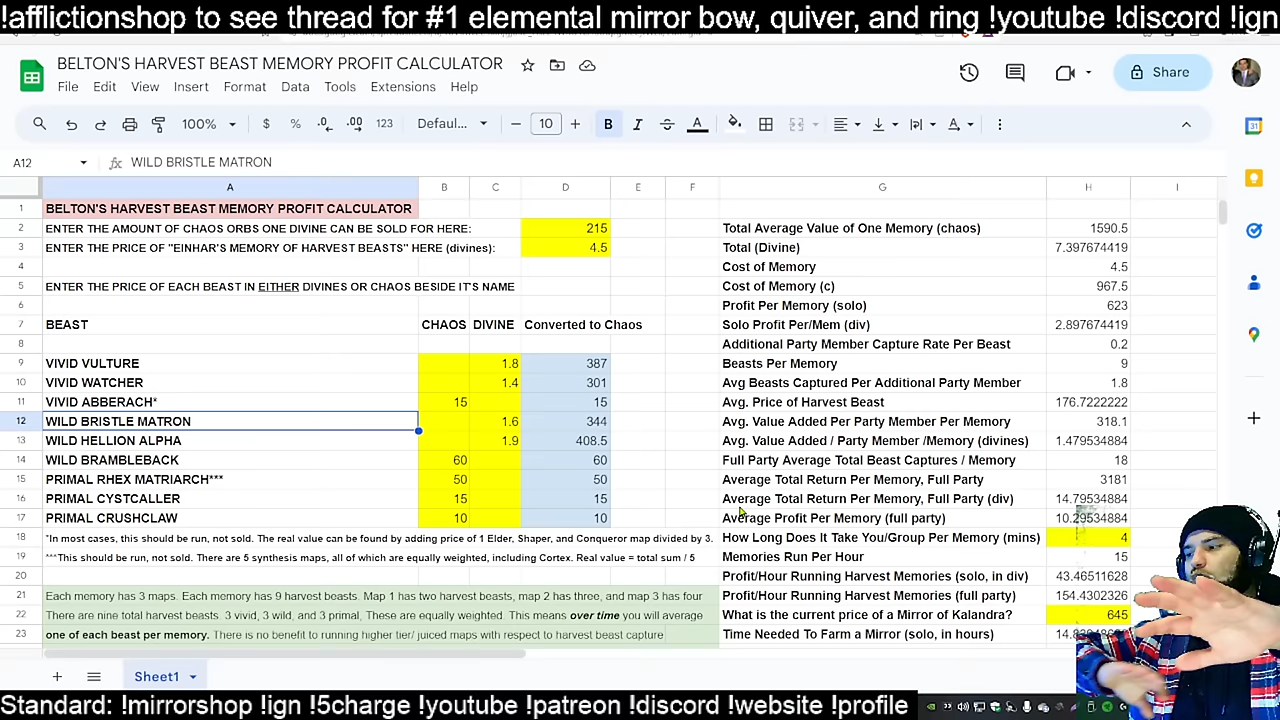 !afflictionshop to see thread for #1 elemental mirror bow, quiver, and ring !youtube !discord !ign
BELTON'S HARVEST BEAST MEMORY PROFIT CALCULATOR
File Edit View Insert Format Data Tools Extensions Help
Share
100% $ % .0 .00 123 Defaul... 10 B I A
A12 fx WILD BRISTLE MATRON
A B C D E F G H I
1 BELTON'S HARVEST BEAST MEMORY PROFIT CALCULATOR
2 ENTER THE AMOUNT OF CHAOS ORBS ONE DIVINE CAN BE SOLD FOR HERE: 215 Total Average Value of One Memory (chaos) 1590.5
3 ENTER THE PRICE OF "EINHAR'S MEMORY OF HARVEST BEASTS" HERE (divines): 4.5 Total (Divine) 7.397674419
4 Cost of Memory 4.5
5 ENTER THE PRICE OF EACH BEAST IN EITHER DIVINES OR CHAOS BESIDE IT'S NAME Cost of Memory (c) 967.5
6 Profit Per Memory (solo) 623
7 BEAST CHAOS DIVINE Converted to Chaos Solo Profit Per/Mem (div) 2.897674419
8 Additional Party Member Capture Rate Per Beast 0.2
9 VIVID VULTURE 1.8 387 Beasts Per Memory 9
10 VIVID WATCHER 1.4 301 Avg Beasts Captured Per Additional Party Member 1.8
11 VIVID ABBERACH* 15 15 Avg. Price of Harvest Beast 176.7222222
12 WILD BRISTLE MATRON 1.6 344 Avg. Value Added Per Party Member Per Memory 318.1
13 WILD HELLION ALPHA 1.9 408.5 Avg. Value Added / Party Member /Memory (divines) 1.479534884
14 WILD BRAMBLEBACK 60 60 Full Party Average Total Beast Captures / Memory 18
15 PRIMAL RHEX MATRIARCH*** 50 50 Average Total Return Per Memory, Full Party 3181
16 PRIMAL CYSTCALLER 15 15 Average Total Return Per Memory, Full Party (div) 14.79534884
17 PRIMAL CRUSHCLAW 10 10 Average Profit Per Memory (full party) 10.29534884
18 *In most cases, this should be run, not sold. The real value can be found by adding price of 1 Elder, Shaper, and Conqueror map divided by 3. How Long Does It Take You/Group Per Memory (mins) 4
19 ***This should be run, not sold. There are 5 synthesis maps, all of which are equally weighted, including Cortex. Real value = total sum / 5 Memories Run Per Hour 15
20 Profit/Hour Running Harvest Memories (solo, in div) 43.46511628
21 Each memory has 3 maps. Each memory has 9 harvest beasts. Map 1 has two harvest beasts, map 2 has three, and map 3 has four Profit/Hour Running Harvest Memories (full party) 154.4302326
22 There are nine total harvest beasts. 3 vivid, 3 wild, and 3 primal, These are equally weighted. This means over time you will average What is the current price of a Mirror of Kalandra? 645
23 one of each beast per memory. There is no benefit to running higher tier/ juiced maps with respect to harvest beast capture Time Needed To Farm a Mirror (solo, in hours)
Sheet1
Standard: !mirrorshop !ign !5charge !youtube !patreon !discord !website !profile